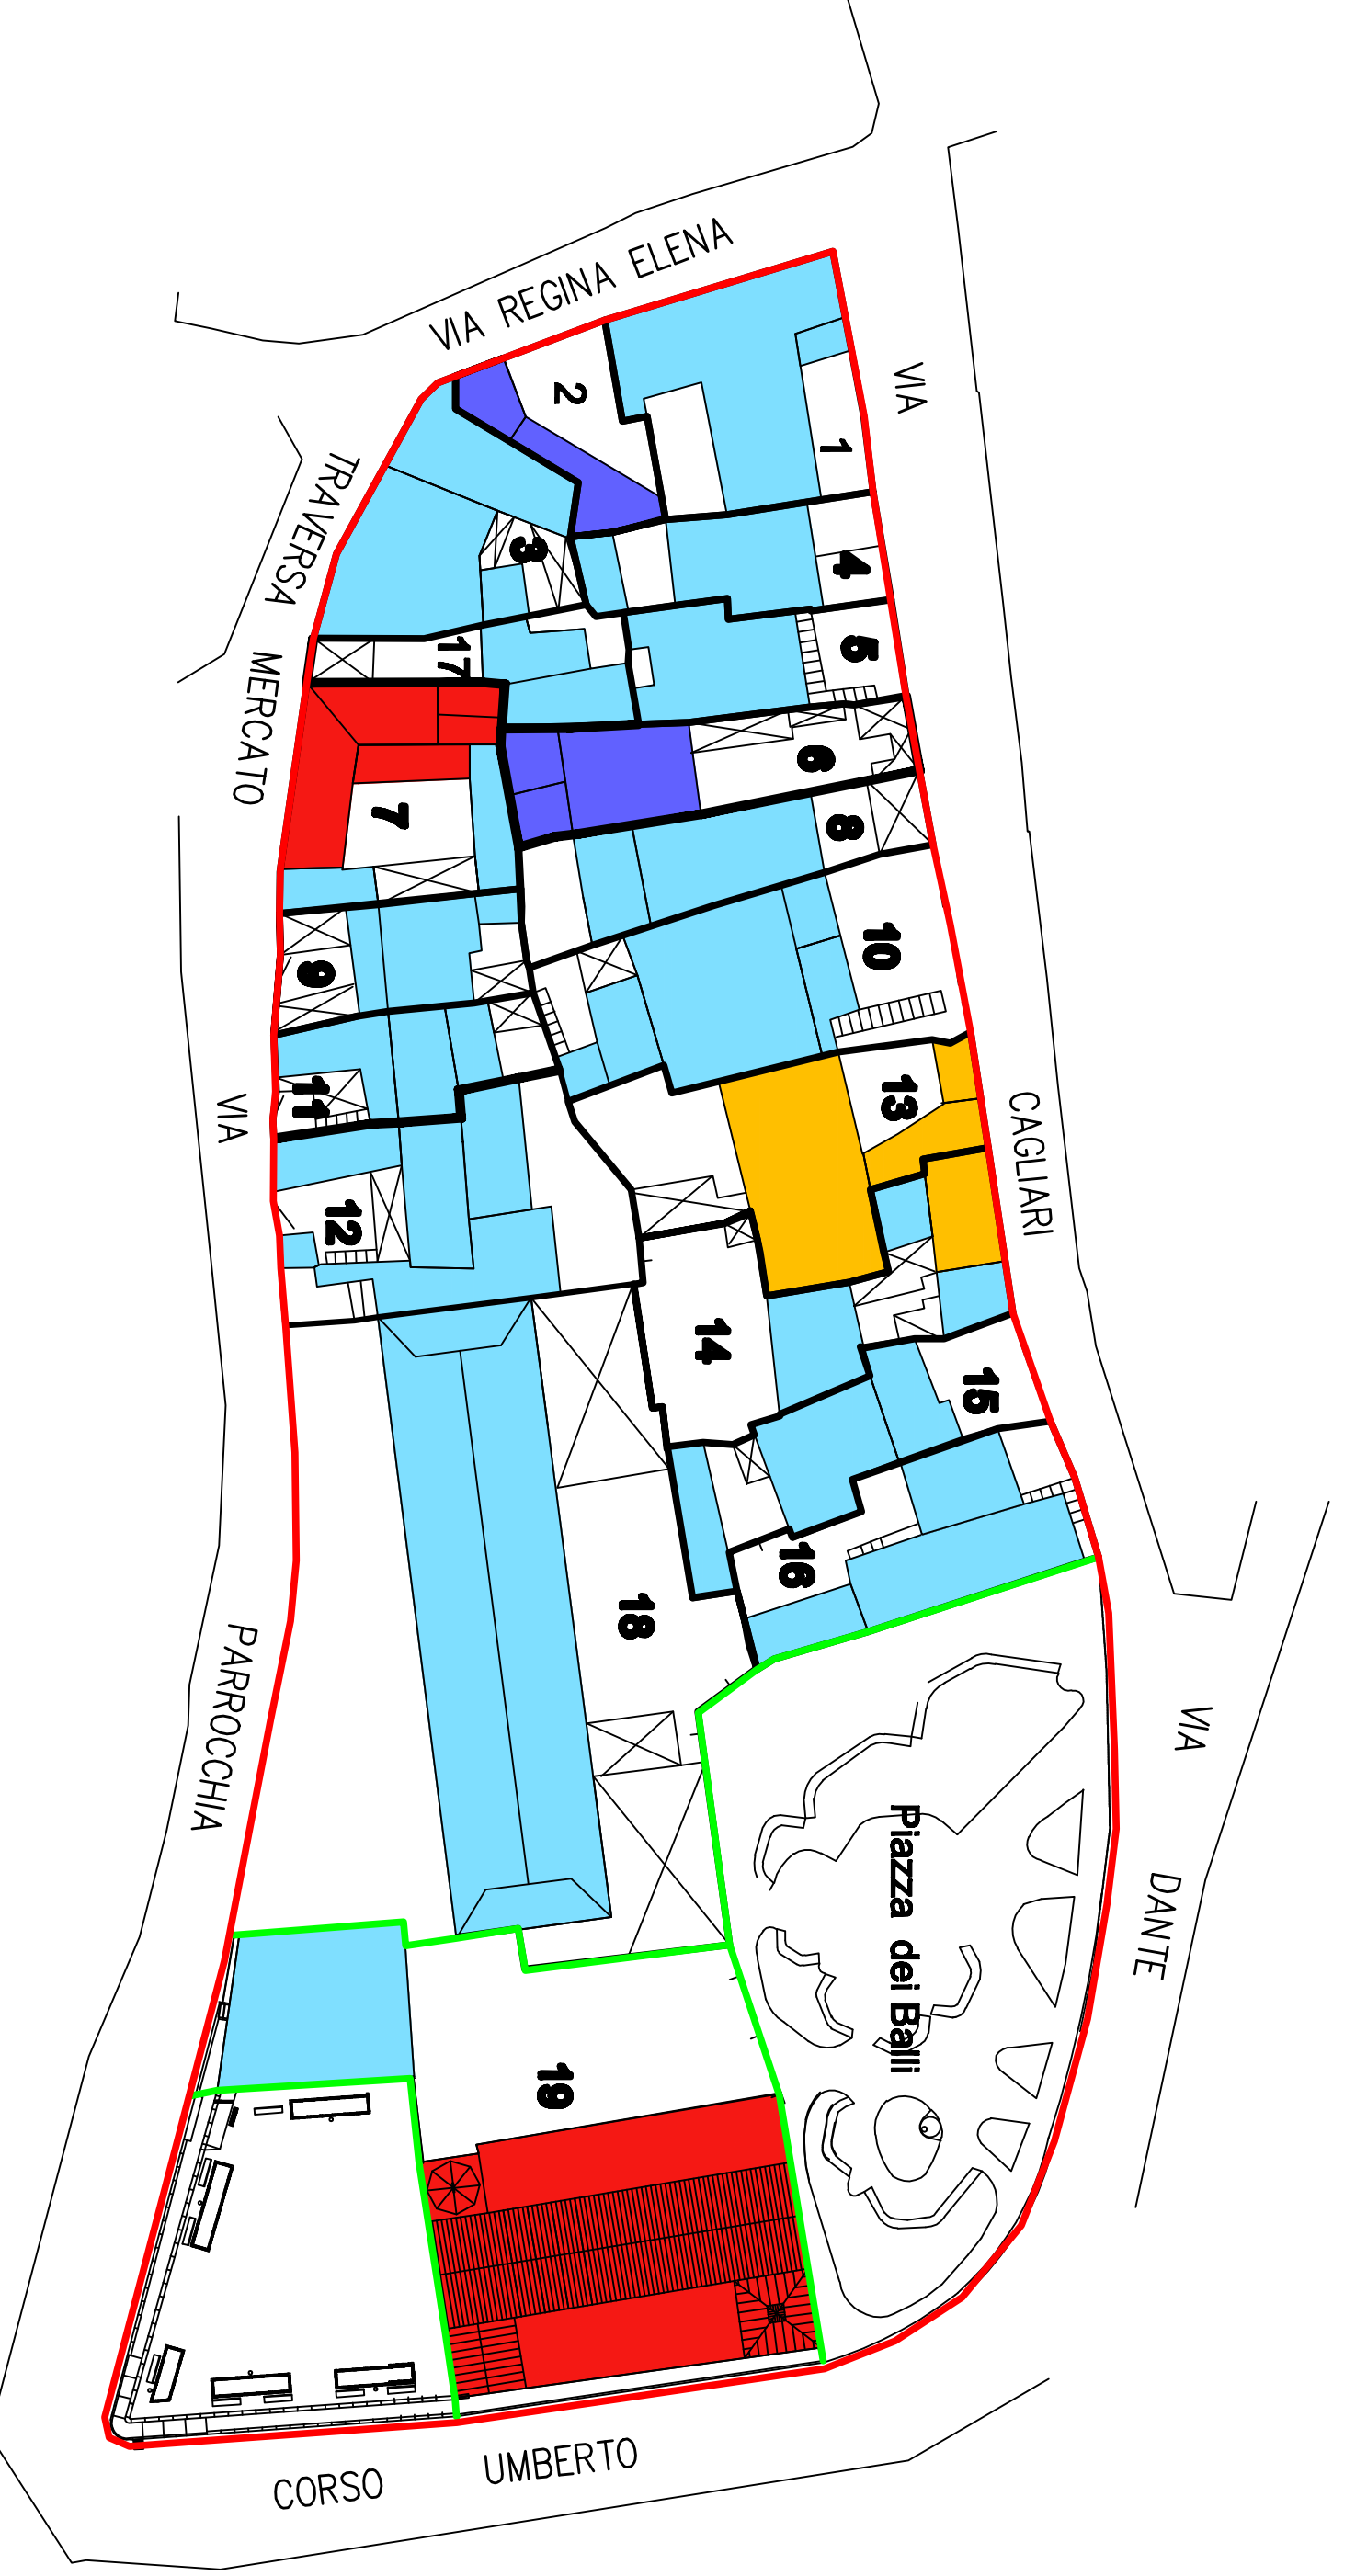 VIA REGINA ELENA
VIA
CAGLIARI
TRAVERSA MERCATO
VIA
PARROCCHIA
VIA
DANTE
CORSO UMBERTO
Piazza dei Balli
1
2
3
4
5
6
7
8
9
10
11
12
13
14
15
16
17
18
19